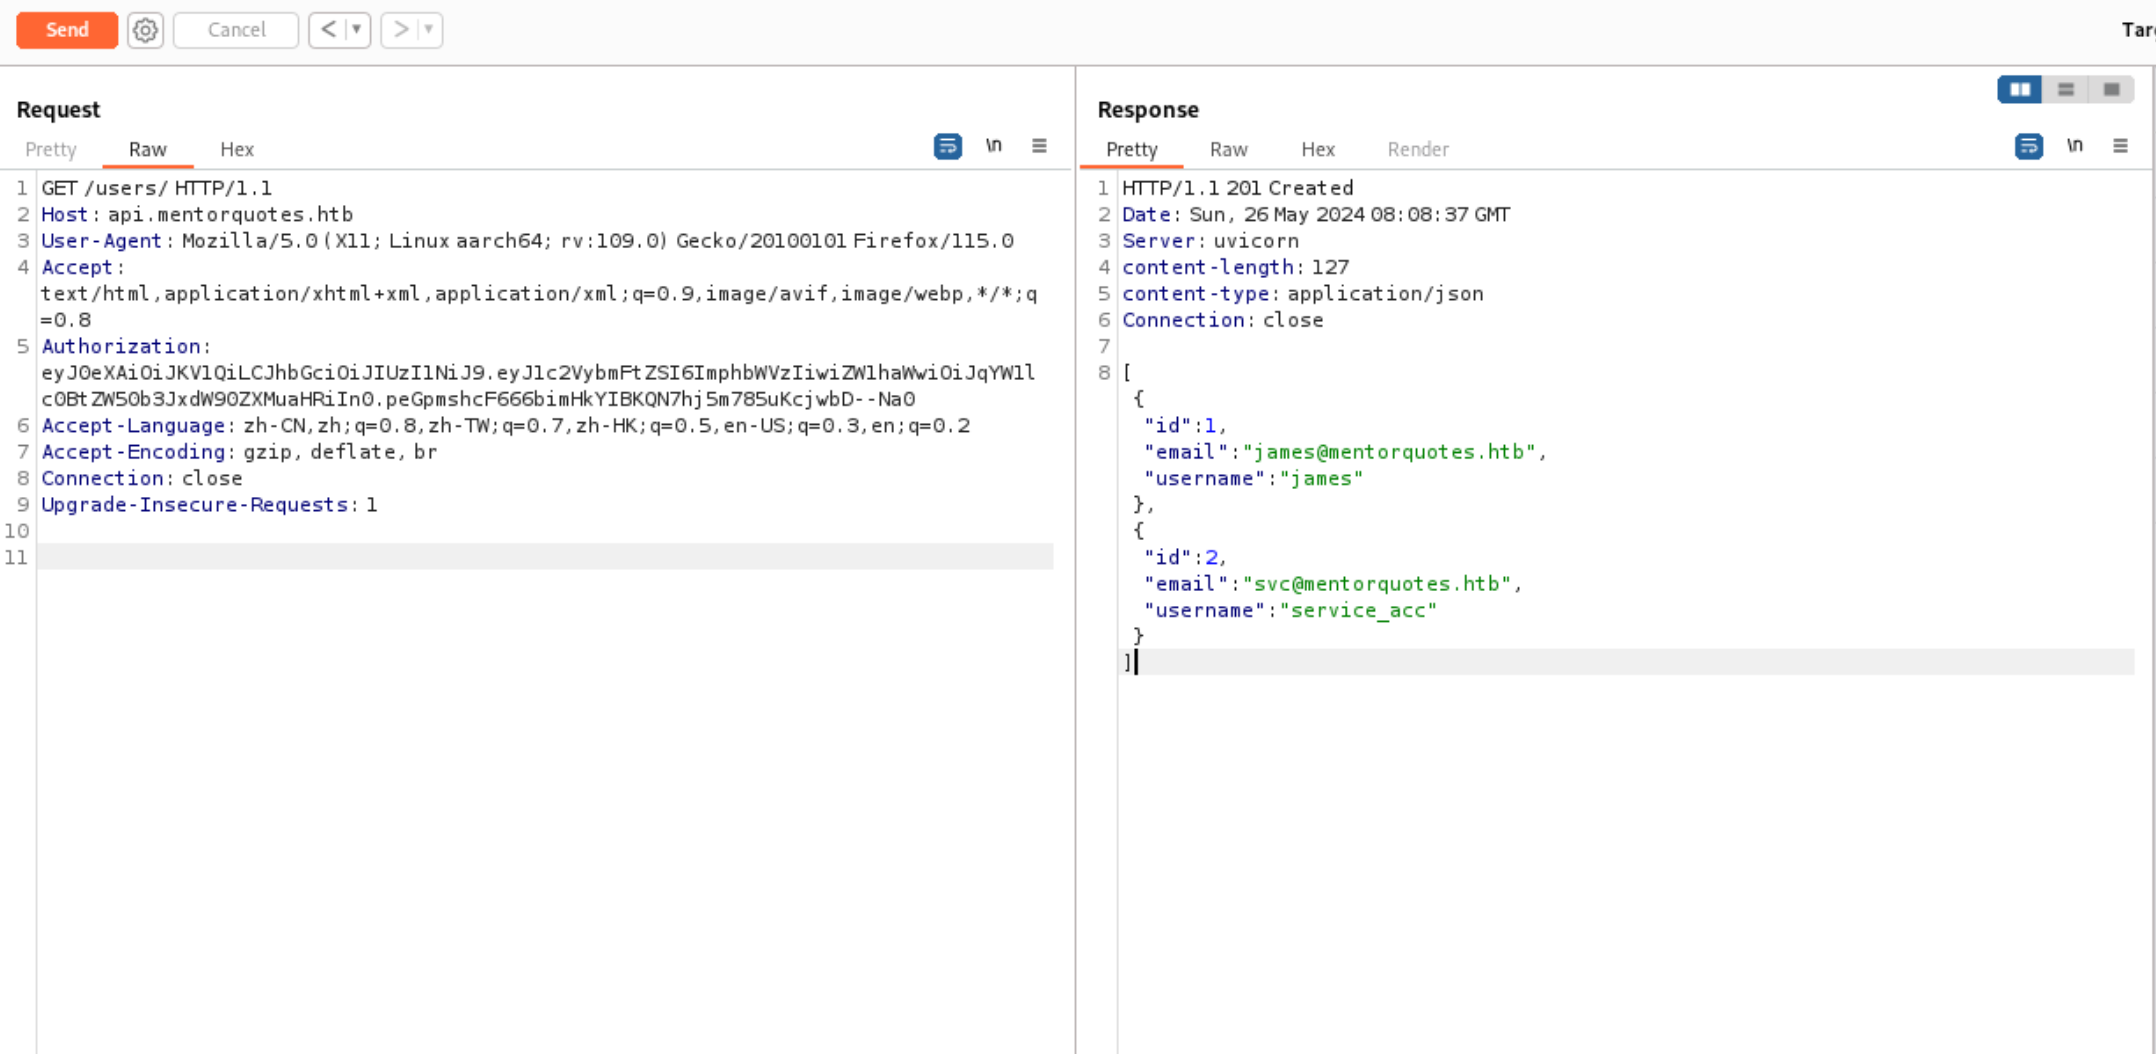 Send
Cancel
< ▼
> ▼
Request
Pretty Raw Hex
\n
1 GET /users/ HTTP/1.1
2 Host: api.mentorquotes.htb
3 User-Agent: Mozilla/5.0 (X11; Linux aarch64; rv:109.0) Gecko/20100101 Firefox/115.0
4 Accept:
text/html,application/xhtml+xml,application/xml;q=0.9,image/avif,image/webp,*/*;q
=0.8
5 Authorization:
eyJ0eXAiOiJKV1QiLCJhbGciOiJIUzI1NiJ9.eyJ1c2VybmFtZSI6ImphbWVzIiwiZW1haWwiOiJqYW1l
c0BtZW50b3JxdW90ZXMuaHRiIn0.peGpmshcF666bimHkYIBKQN7hj5m785uKcjwbD--Na0
6 Accept-Language: zh-CN,zh;q=0.8,zh-TW;q=0.7,zh-HK;q=0.5,en-US;q=0.3,en;q=0.2
7 Accept-Encoding: gzip, deflate, br
8 Connection: close
9 Upgrade-Insecure-Requests: 1
10
11
Response
Pretty Raw Hex Render
\n
1 HTTP/1.1 201 Created
2 Date: Sun, 26 May 2024 08:08:37 GMT
3 Server: uvicorn
4 content-length: 127
5 content-type: application/json
6 Connection: close
7
8 [
{
"id":1,
"email":"james@mentorquotes.htb",
"username":"james"
},
{
"id":2,
"email":"svc@mentorquotes.htb",
"username":"service_acc"
}
]